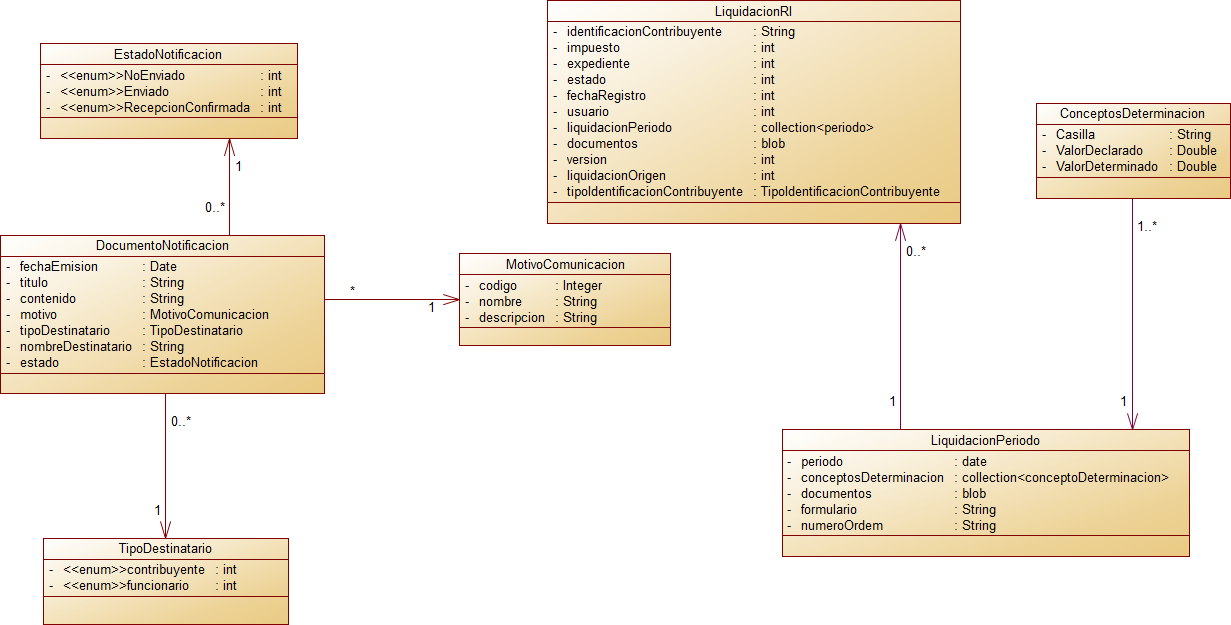 LiquidacionRI
- identificacionContribuyente : String
- impuesto : int
- expediente : int
- estado : int
- fechaRegistro : int
- usuario : int
- liquidacionPeriodo : collection<periodo>
- documentos : blob
- version : int
- liquidacionOrigen : int
- tipoIdentificacionContribuyente : TipoIdentificacionContribuyente
EstadoNotificacion
- <<enum>>NoEnviado : int
- <<enum>>Enviado : int
- <<enum>>RecepcionConfirmada : int
1
0..*
ConceptosDeterminacion
- Casilla : String
- ValorDeclarado : Double
- ValorDeterminado : Double
1..*
0..*
DocumentoNotificacion
- fechaEmision : Date
- titulo : String
- contenido : String
- motivo : MotivoComunicacion
- tipoDestinatario : TipoDestinatario
- nombreDestinatario : String
- estado : EstadoNotificacion
*
1
MotivoComunicacion
- codigo : Integer
- nombre : String
- descripcion : String
0..*
1
1
1
LiquidacionPeriodo
- periodo : date
- conceptosDeterminacion : collection<conceptoDeterminacion>
- documentos : blob
- formulario : String
- numeroOrdem : String
TipoDestinatario
- <<enum>>contribuyente : int
- <<enum>>funcionario : int